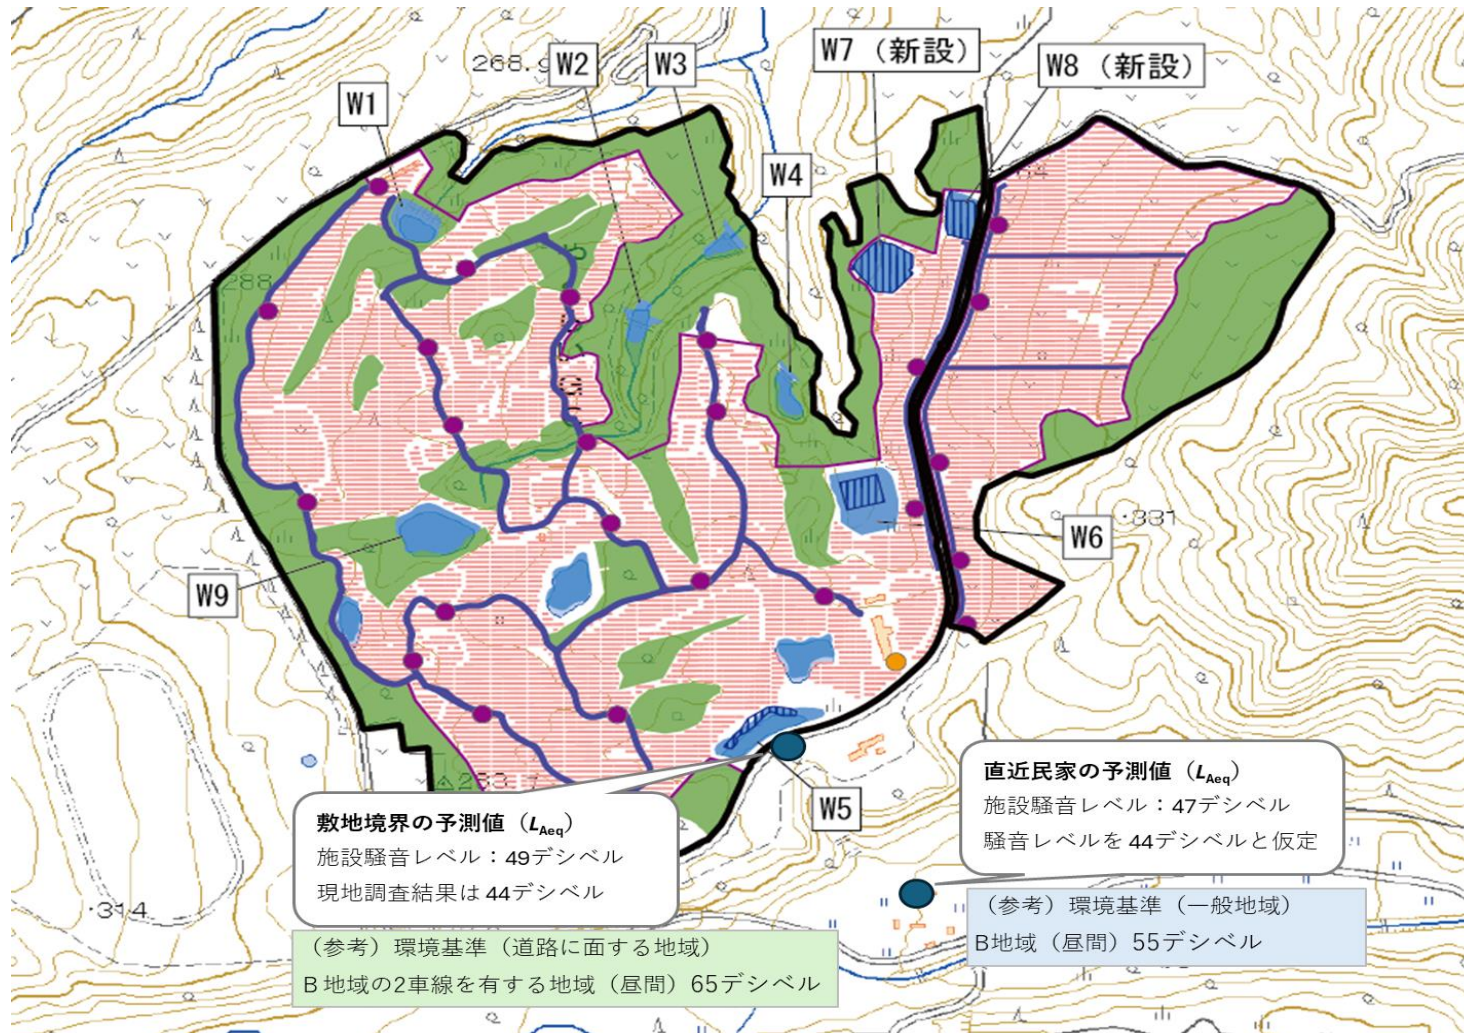 268.9
W2
W3
W7（新設）
W8（新設）
W1
W4
288
・331
W6
W9
283.7
W5
・314
敷地境界の予測値（LAeq）
施設騒音レベル：49デシベル
現地調査結果は44デシベル
（参考）環境基準（道路に面する地域）
B地域の2車線を有する地域（昼間）65デシベル
直近民家の予測値（LAeq）
施設騒音レベル：47デシベル
騒音レベルを44デシベルと仮定
（参考）環境基準（一般地域）
B地域（昼間）55デシベル